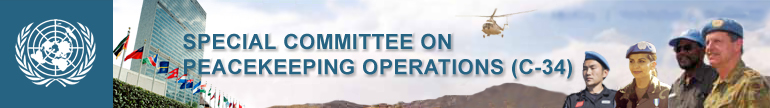 SPECIAL COMMITTEE ON
PEACEKEEPING OPERATIONS (C-34)